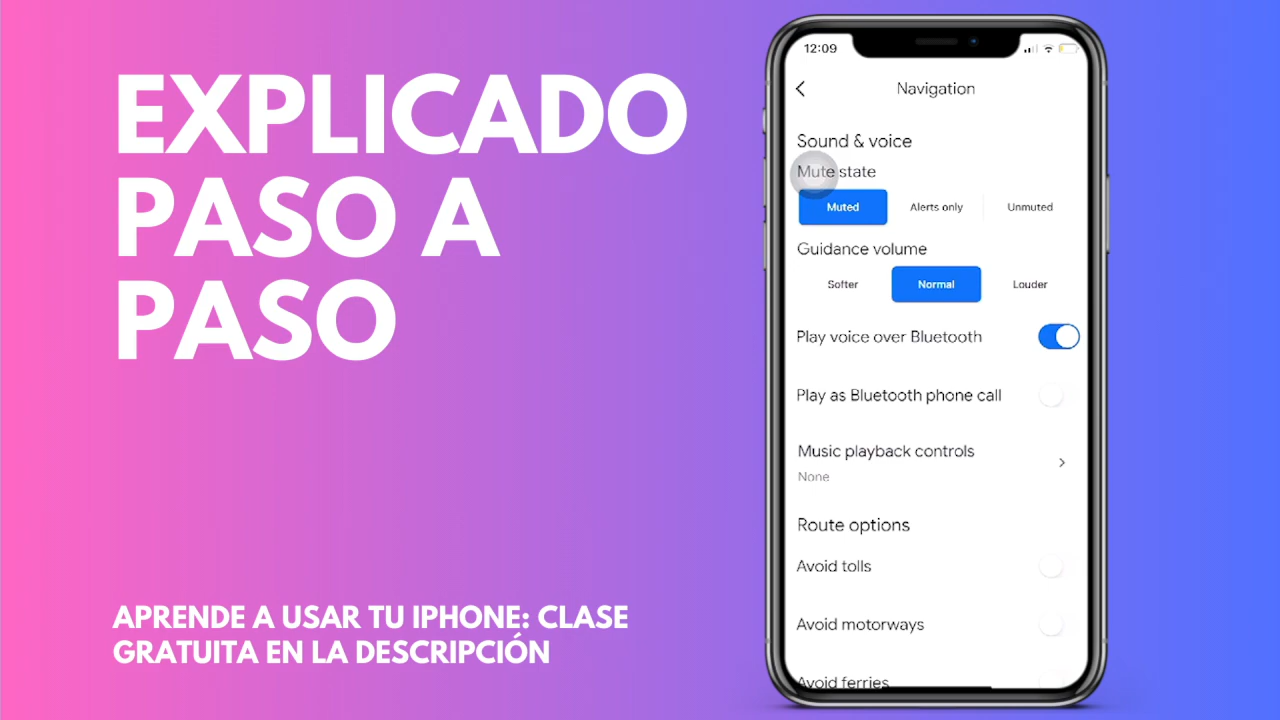 EXPLICADO
PASO A
PASO
APRENDE A USAR TU IPHONE: CLASE
GRATUITA EN LA DESCRIPCIÓN
12:09
Navigation
Sound & voice
Mute state
Muted Alerts only Unmuted
Guidance volume
Softer Normal Louder
Play voice over Bluetooth
Play as Bluetooth phone call
Music playback controls
None
Route options
Avoid tolls
Avoid motorways
Avoid ferries